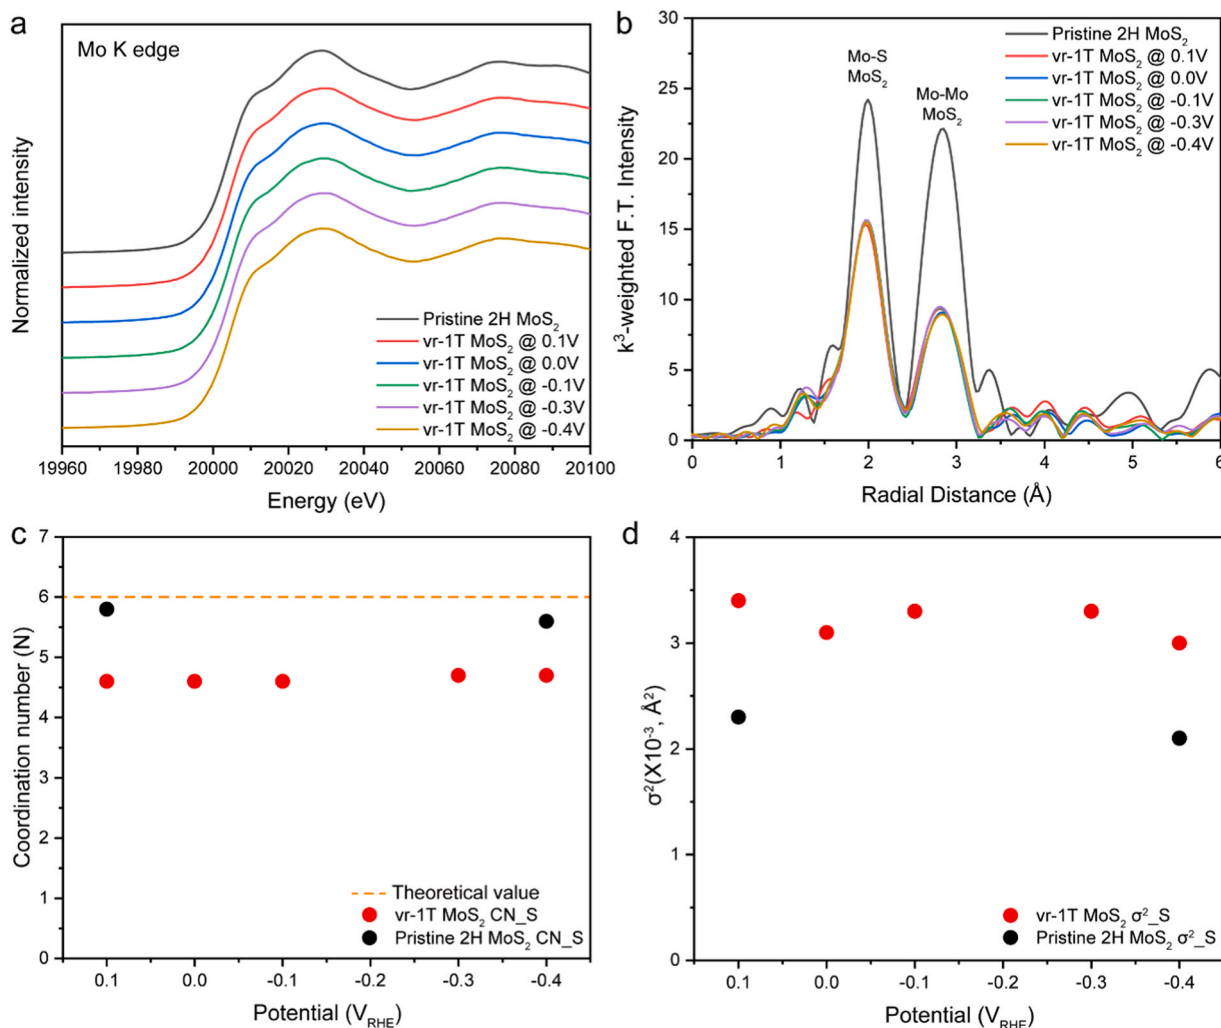 a
Mo K edge
Normalized intensity
Pristine 2H MoS₂
vr-1T MoS₂ @ 0.1V
vr-1T MoS₂ @ 0.0V
vr-1T MoS₂ @ -0.1V
vr-1T MoS₂ @ -0.3V
vr-1T MoS₂ @ -0.4V
19960 19980 20000 20020 20040 20060 20080 20100
Energy (eV)
b
k³-weighted F.T. Intensity
30
25
20
15
10
5
0
Mo-S
MoS₂
Mo-Mo
MoS₂
Pristine 2H MoS₂
vr-1T MoS₂ @ 0.1V
vr-1T MoS₂ @ 0.0V
vr-1T MoS₂ @ -0.1V
vr-1T MoS₂ @ -0.3V
vr-1T MoS₂ @ -0.4V
0 1 2 3 4 5 6
Radial Distance (Å)
c
Coordination number (N)
7
6
5
4
3
2
1
0
Theoretical value
vr-1T MoS₂ CN_S
Pristine 2H MoS₂ CN_S
0.1 0.0 -0.1 -0.2 -0.3 -0.4
Potential (V_RHE)
d
σ²(X10⁻³, Å²)
4
3
2
1
0
vr-1T MoS₂ σ²_S
Pristine 2H MoS₂ σ²_S
0.1 0.0 -0.1 -0.2 -0.3 -0.4
Potential (V_RHE)